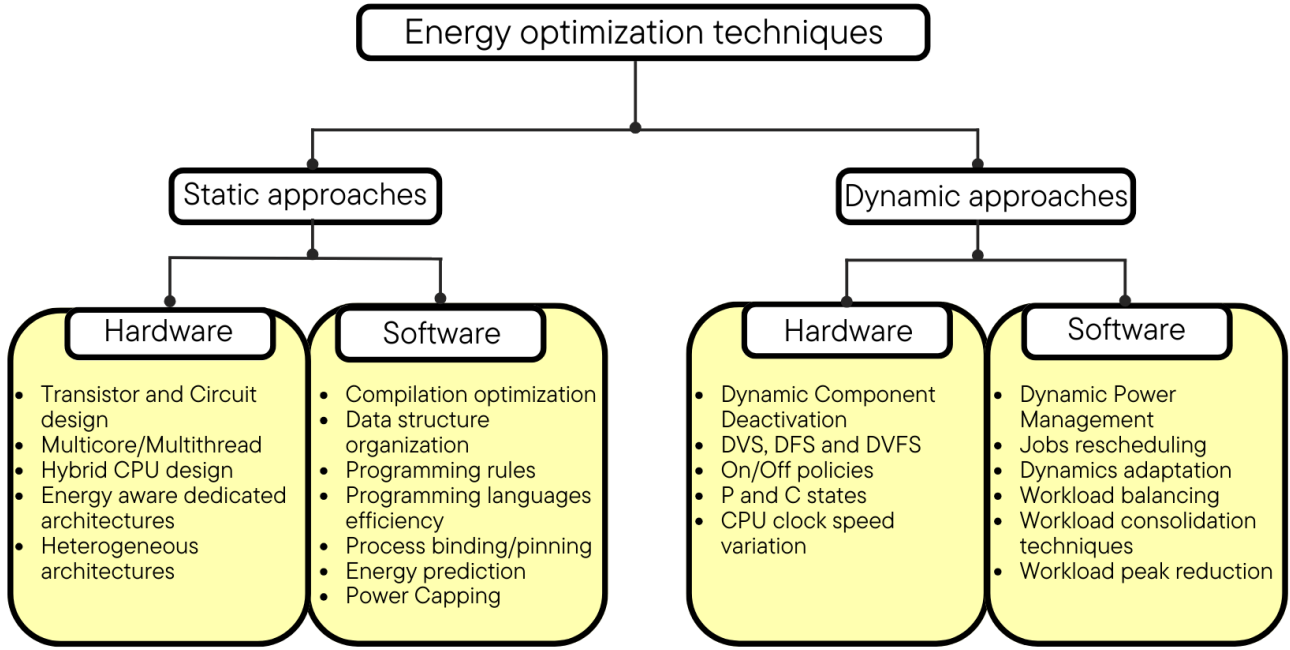 Energy optimization techniques
Static approaches
Dynamic approaches
Hardware
• Transistor and Circuit
design
• Multicore/Multithread
• Hybrid CPU design
• Energy aware dedicated
architectures
• Heterogeneous
architectures
Software
• Compilation optimization
• Data structure
organization
• Programming rules
• Programming languages
efficiency
• Process binding/pinning
• Energy prediction
• Power Capping
Hardware
• Dynamic Component
Deactivation
• DVS, DFS and DVFS
• On/Off policies
• P and C states
• CPU clock speed
variation
Software
• Dynamic Power
Management
• Jobs rescheduling
• Dynamics adaptation
• Workload balancing
• Workload consolidation
techniques
• Workload peak reduction